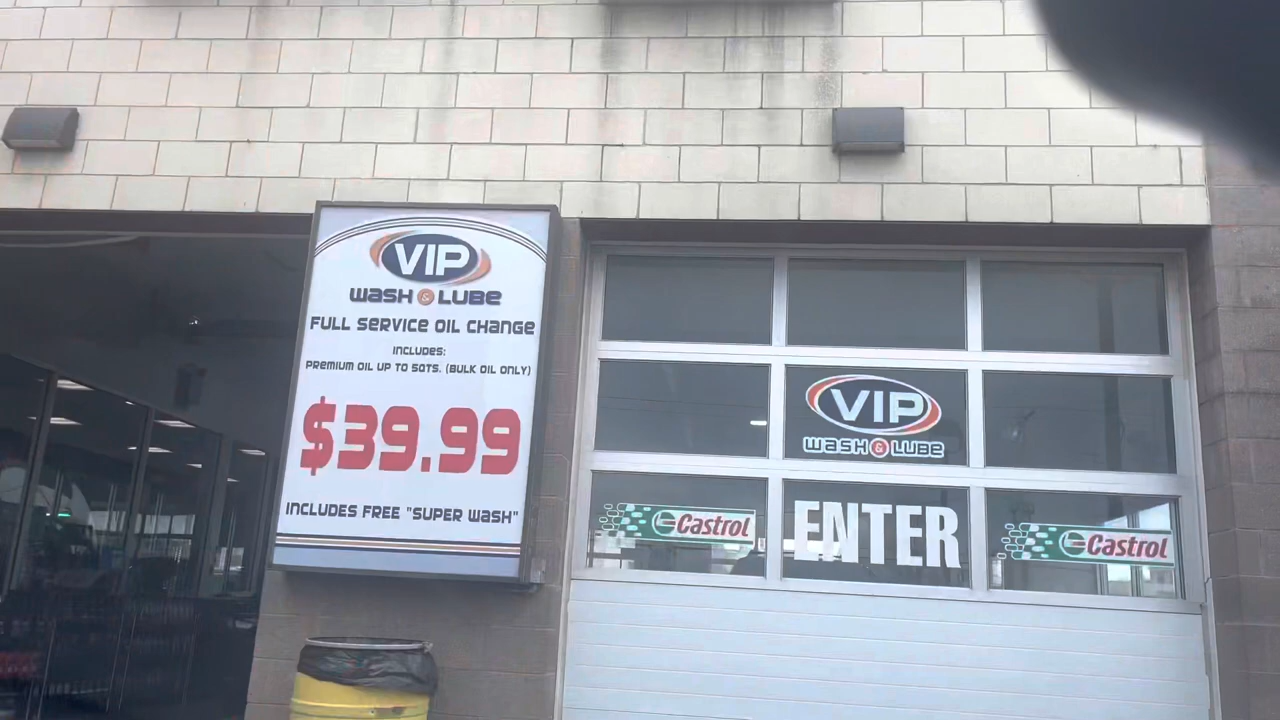 VIP
WASH & LUBE
FULL SERVICE OIL CHANGE
INCLUDES:
PREMIUM OIL UP TO 5QTS. (BULK OIL ONLY)
$39.99
INCLUDES FREE "SUPER WASH"
VIP
WASH & LUBE
Castrol
ENTER
Castrol